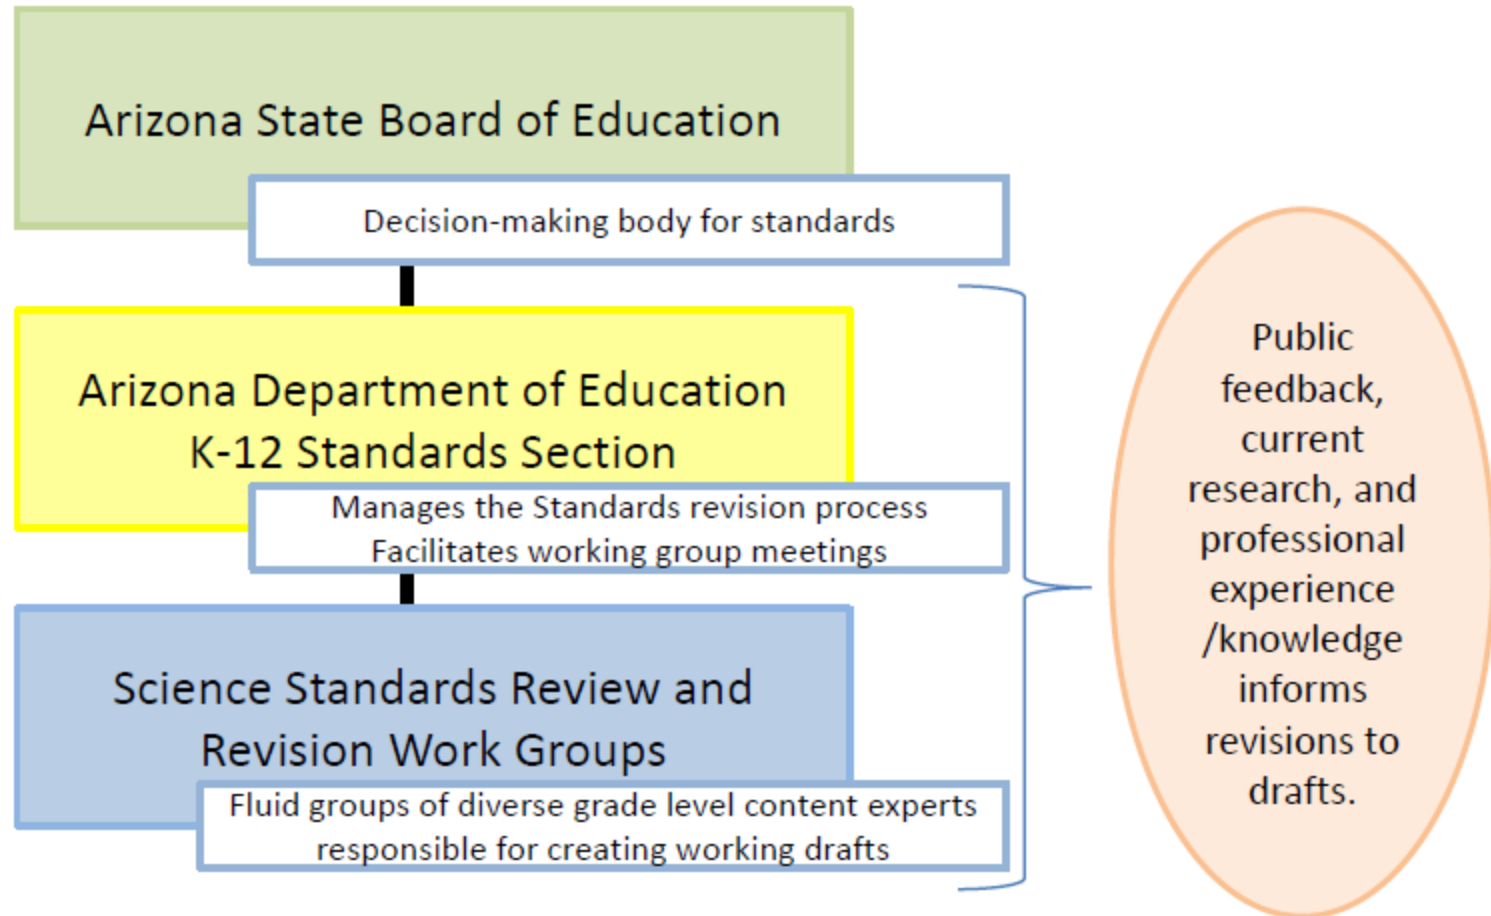 Arizona State Board of Education
Decision-making body for standards
Arizona Department of Education
K-12 Standards Section
Manages the Standards revision process
Facilitates working group meetings
Science Standards Review and
Revision Work Groups
Fluid groups of diverse grade level content experts
responsible for creating working drafts
Public
feedback,
current
research, and
professional
experience
/knowledge
informs
revisions to
drafts.